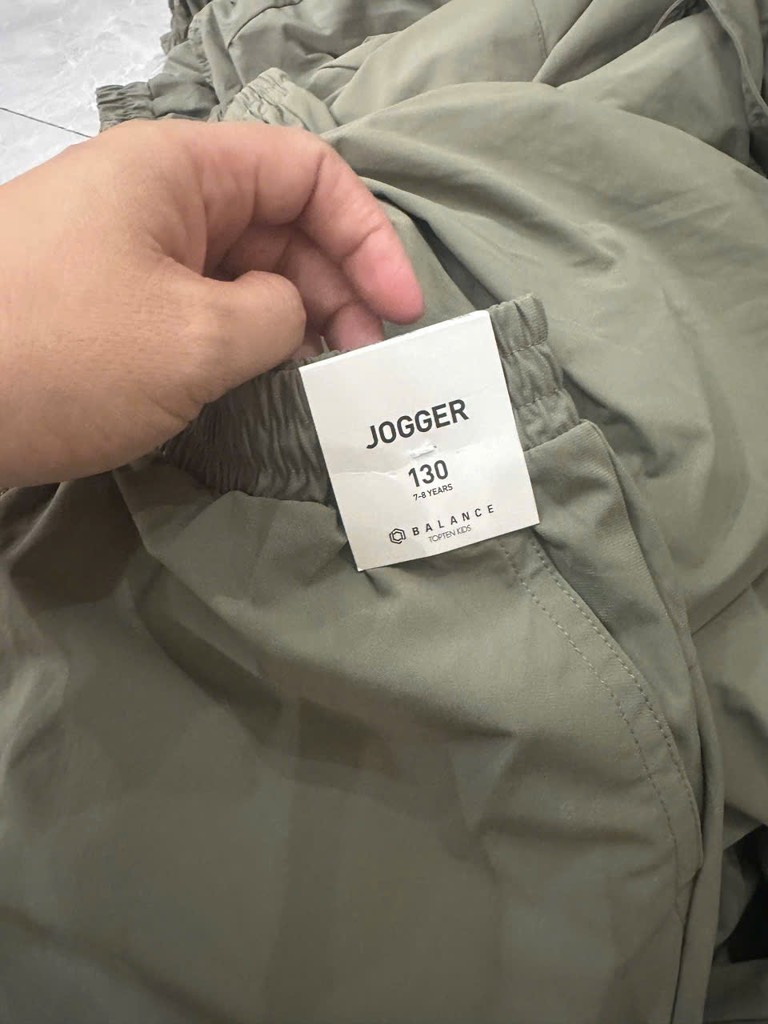 JOGGER
130
7-8 YEARS
BALANCE
TOPTEN KIDS